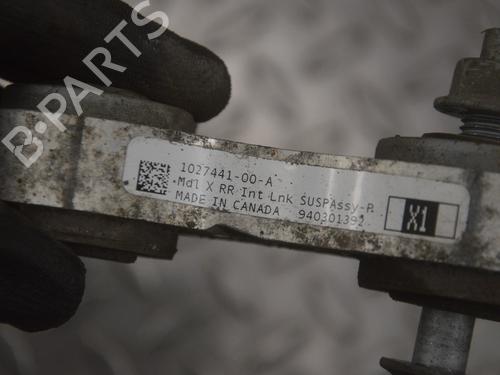 B-PARTS
1027441-00-A
Mdl X RR Int Lnk SUSPAssy-R
MADE IN CANADA 940301392
X1